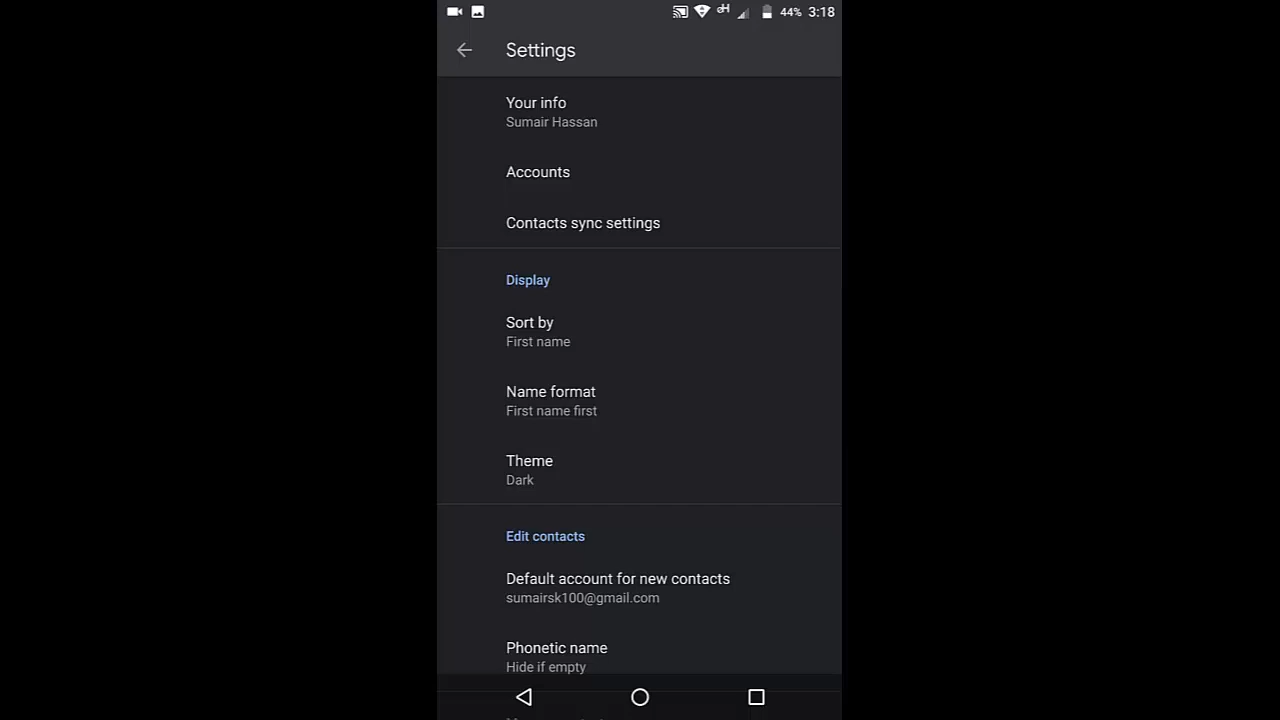 44% 3:18
Settings
Your info
Sumair Hassan
Accounts
Contacts sync settings
Display
Sort by
First name
Name format
First name first
Theme
Dark
Edit contacts
Default account for new contacts
sumairsk100@gmail.com
Phonetic name
Hide if empty